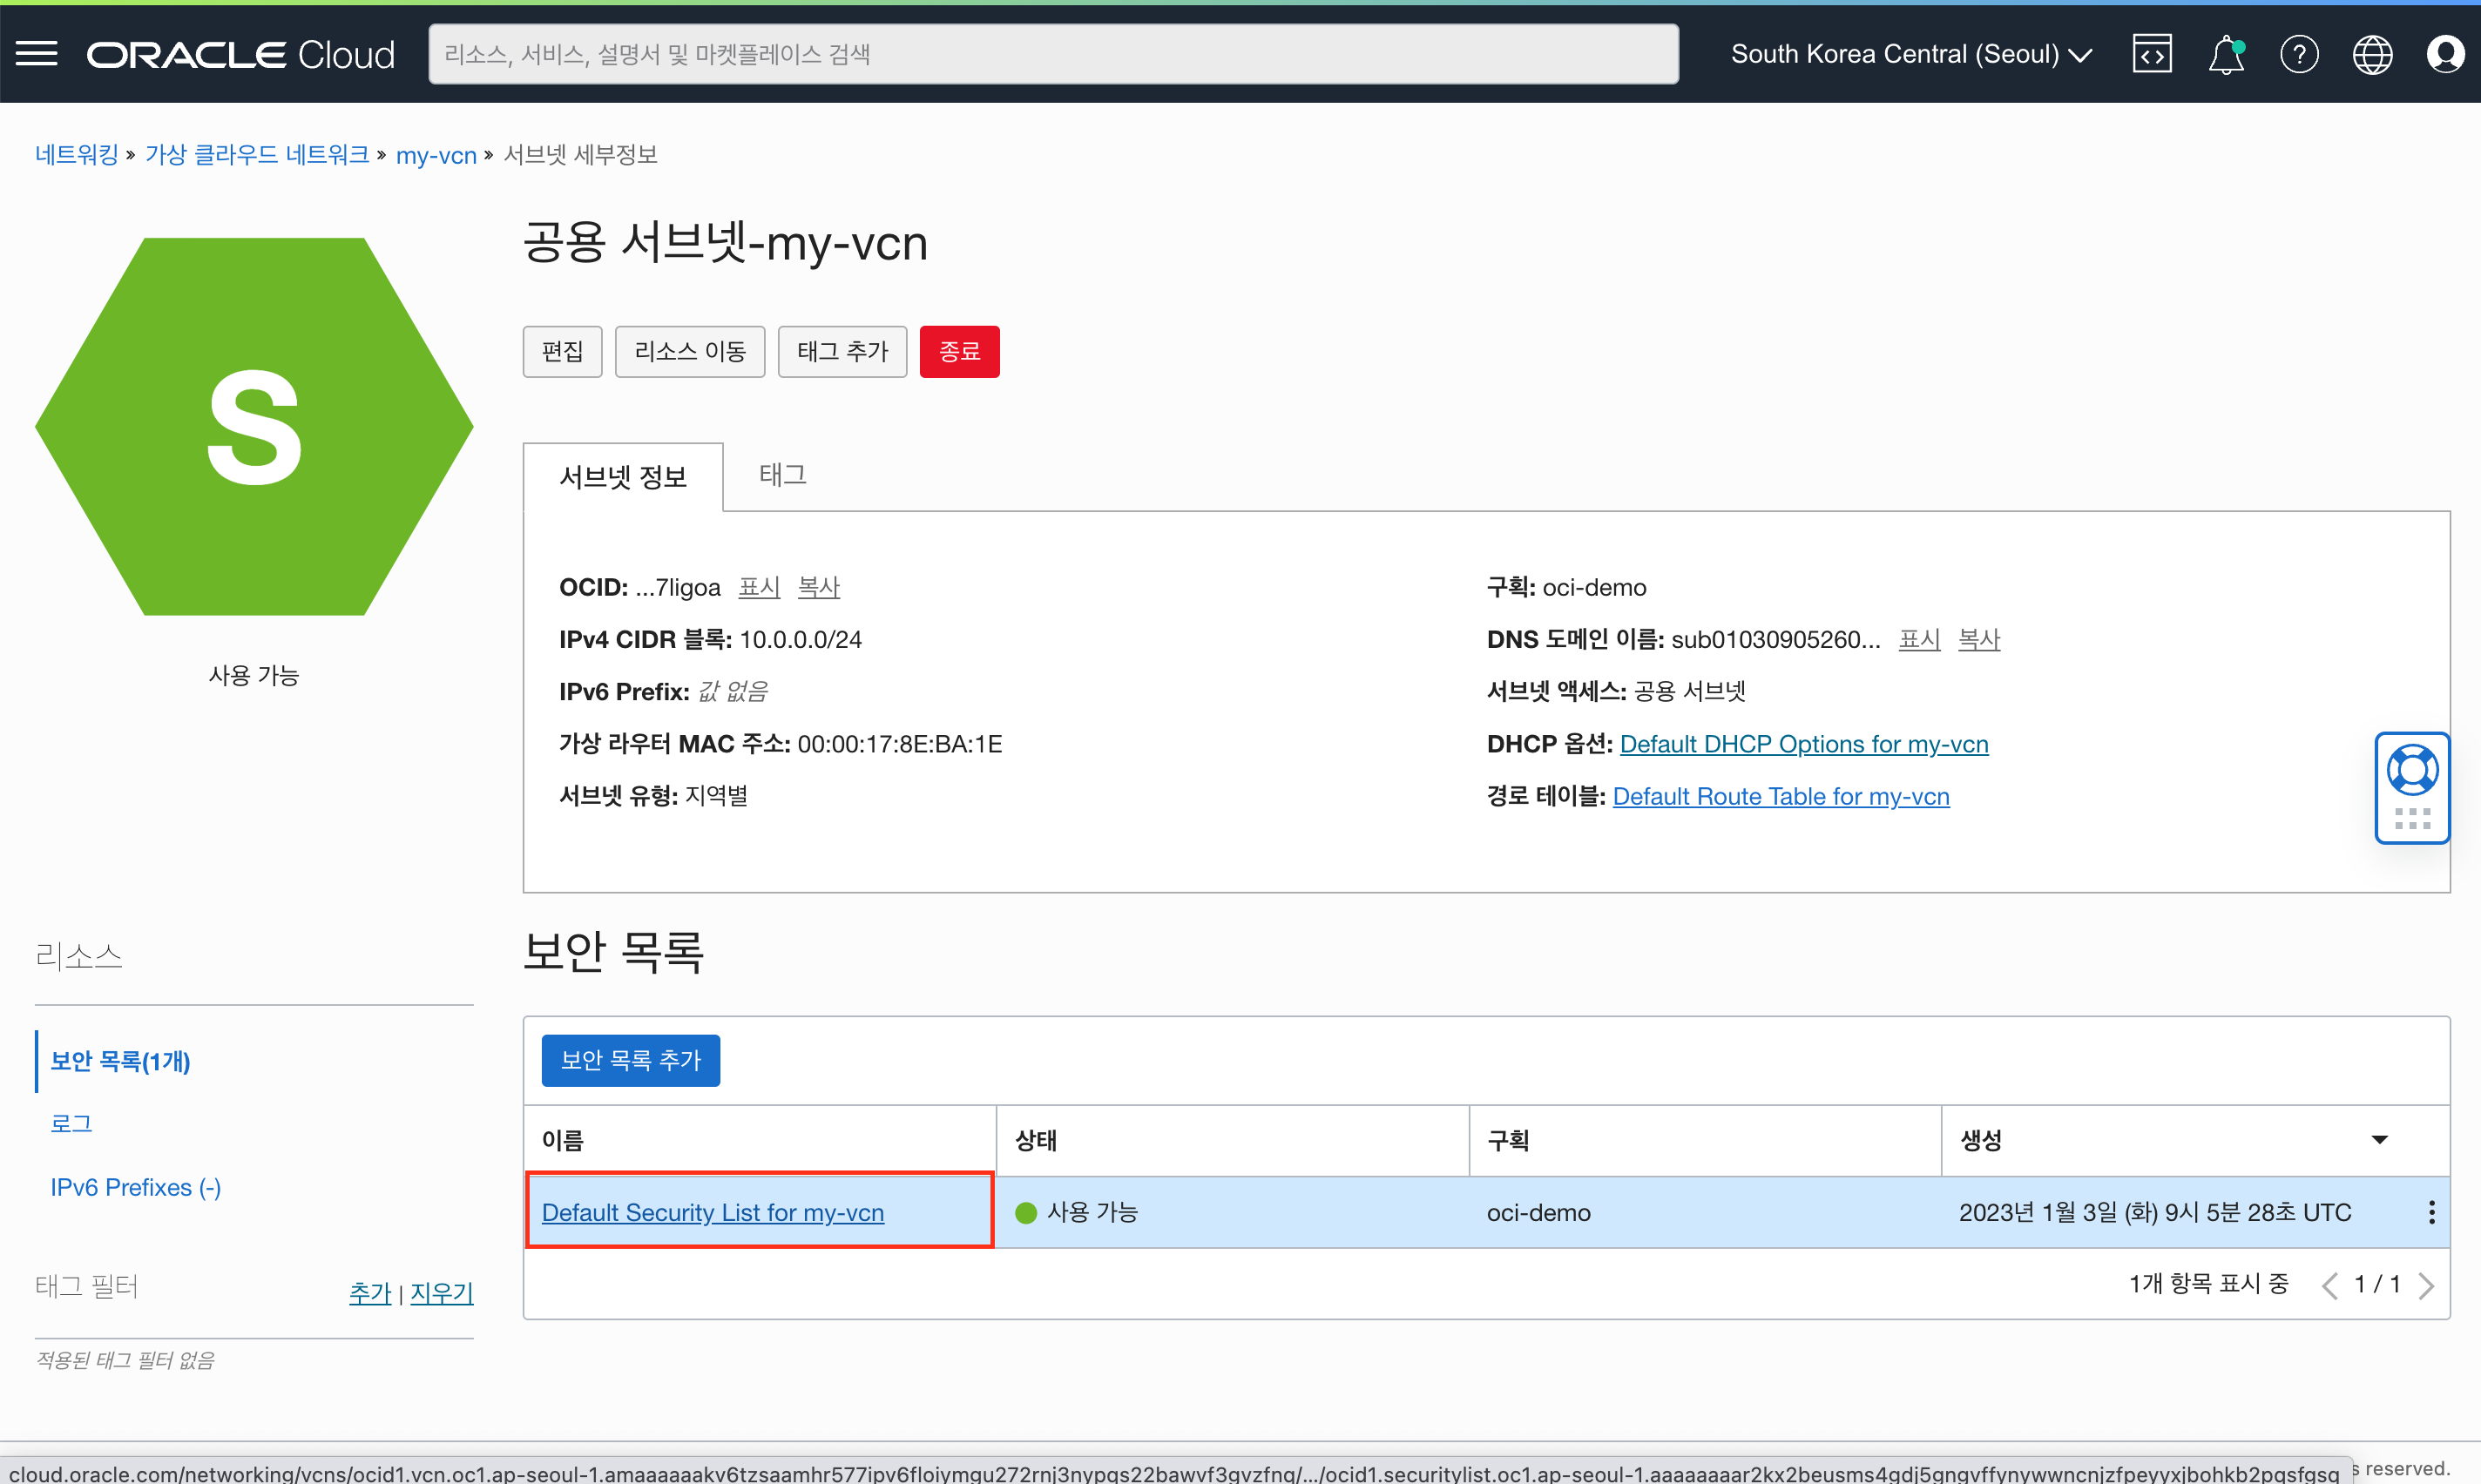 ORACLE Cloud
리소스, 서비스, 설명서 및 마켓플레이스 검색
South Korea Central (Seoul)
네트워킹 » 가상 클라우드 네트워크 » my-vcn » 서브넷 세부정보
S
사용 가능
공용 서브넷-my-vcn
편집 리소스 이동 태그 추가 종료
서브넷 정보 태그
OCID: ...7ligoa 표시 복사
IPv4 CIDR 블록: 10.0.0.0/24
IPv6 Prefix: 값 없음
가상 라우터 MAC 주소: 00:00:17:8E:BA:1E
서브넷 유형: 지역별
구획: oci-demo
DNS 도메인 이름: sub01030905260... 표시 복사
서브넷 액세스: 공용 서브넷
DHCP 옵션: Default DHCP Options for my-vcn
경로 테이블: Default Route Table for my-vcn
리소스
보안 목록(1개)
로그
IPv6 Prefixes (-)
태그 필터 추가 | 지우기
적용된 태그 필터 없음
보안 목록
보안 목록 추가
이름 상태 구획 생성
Default Security List for my-vcn 사용 가능 oci-demo 2023년 1월 3일 (화) 9시 5분 28초 UTC
1개 항목 표시 중 1 / 1
cloud.oracle.com/networking/vcns/ocid1.vcn.oc1.ap-seoul-1.amaaaaaakv6tzsaamhr577ipv6floiymgu272rnj3nypqs22bawvf3gvzfnq/.../ocid1.securitylist.oc1.ap-seoul-1.aaaaaaaar2kx2beusms4gdj5gngvffynywwncnjzfpeyyxjbohkb2pqsfgsq
reserved.